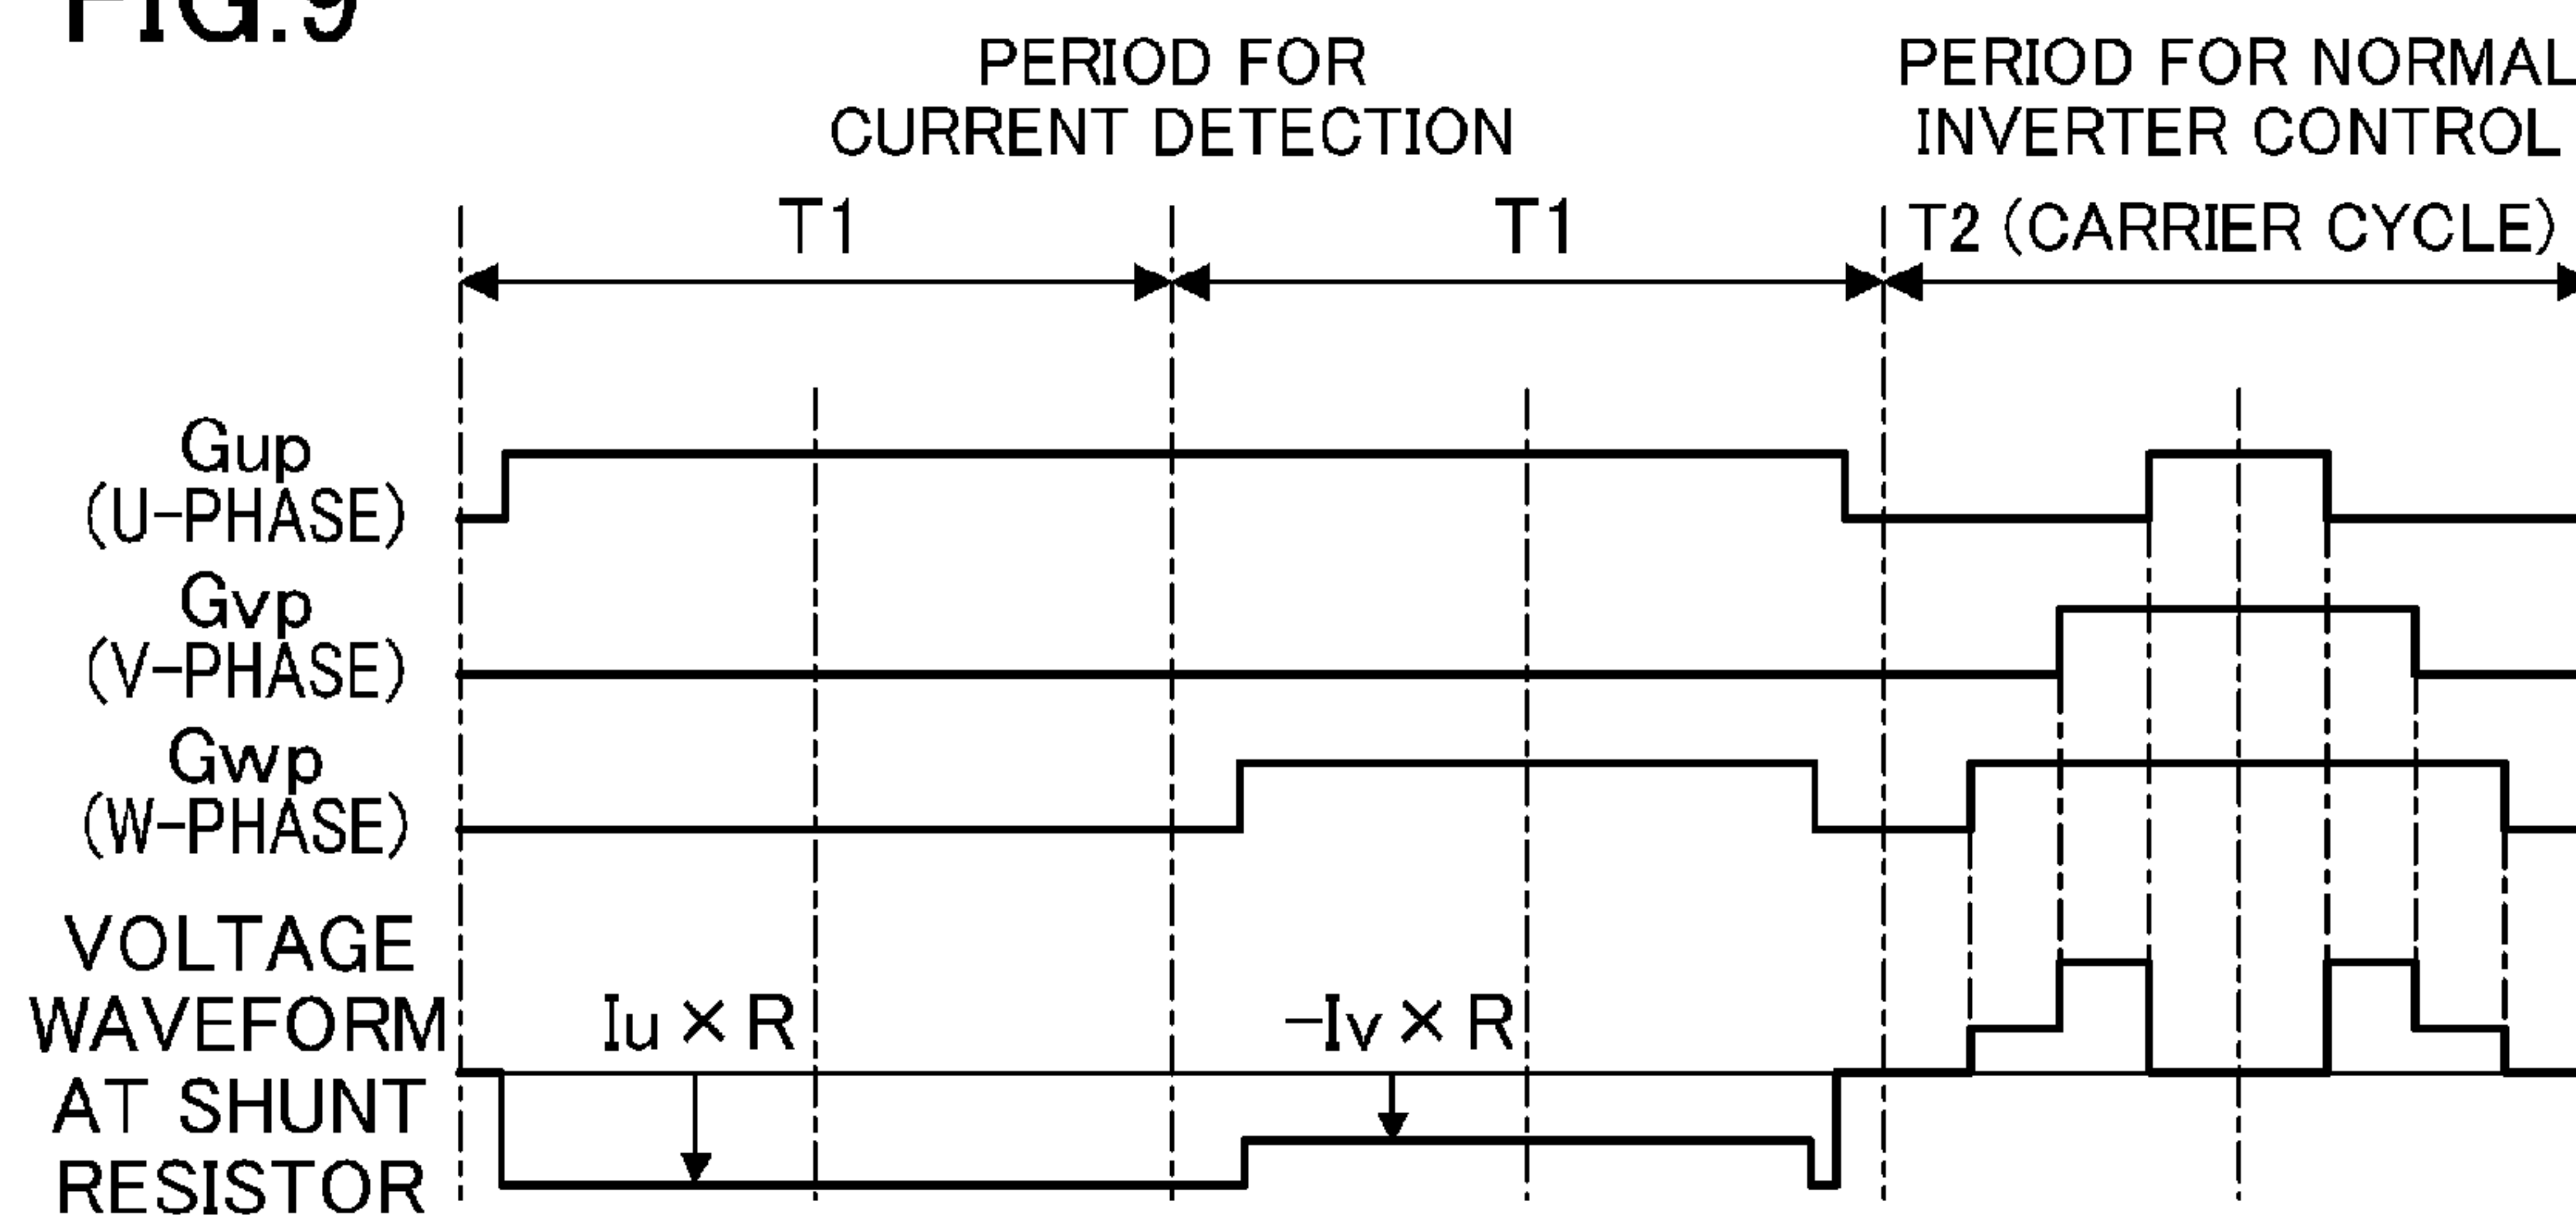 FIG.9
PERIOD FOR
CURRENT DETECTION
PERIOD FOR NORMAL
INVERTER CONTROL
T1
T1
T2 (CARRIER CYCLE)
Gup
(U-PHASE)
Gvp
(V-PHASE)
Gwp
(W-PHASE)
VOLTAGE
WAVEFORM
AT SHUNT
RESISTOR
Iu × R
−Iv × R